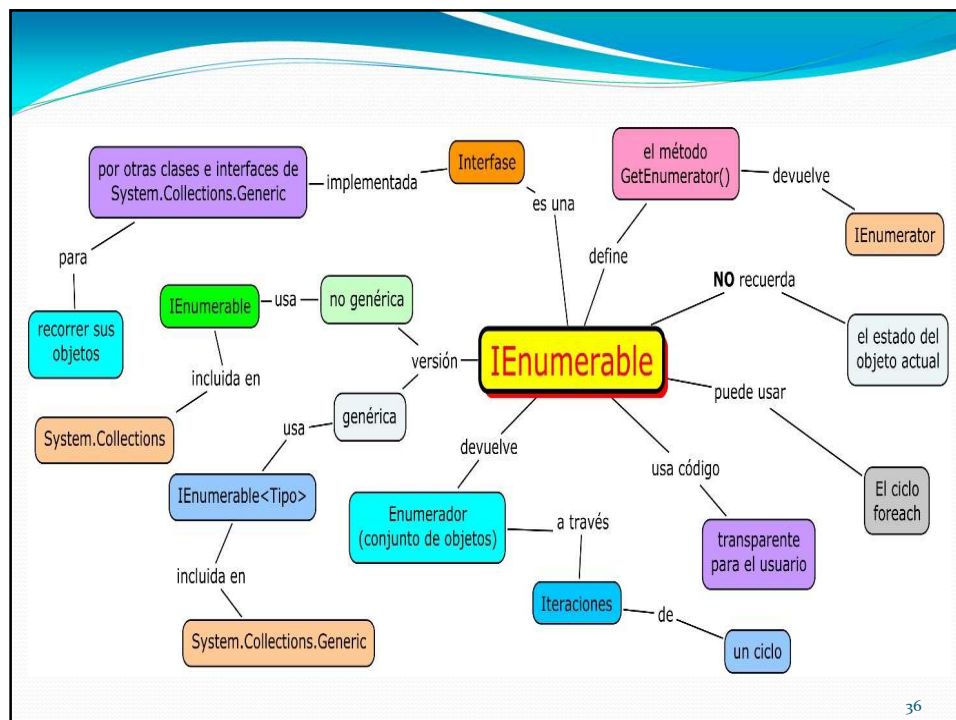 por otras clases e interfaces de
System.Collections.Generic
implementada
Interfase
es una
el método
GetEnumerator()
devuelve
IEnumerator
define
para
recorrer sus
objetos
IEnumerable
usa
no genérica
NO recuerda
el estado del
objeto actual
incluida en
versión
IEnumerable
puede usar
System.Collections
usa
genérica
devuelve
usa código
El ciclo
foreach
IEnumerable<Tipo>
Enumerador
(conjunto de objetos)
a través
transparente
para el usuario
incluida en
Iteraciones
de
System.Collections.Generic
un ciclo
36